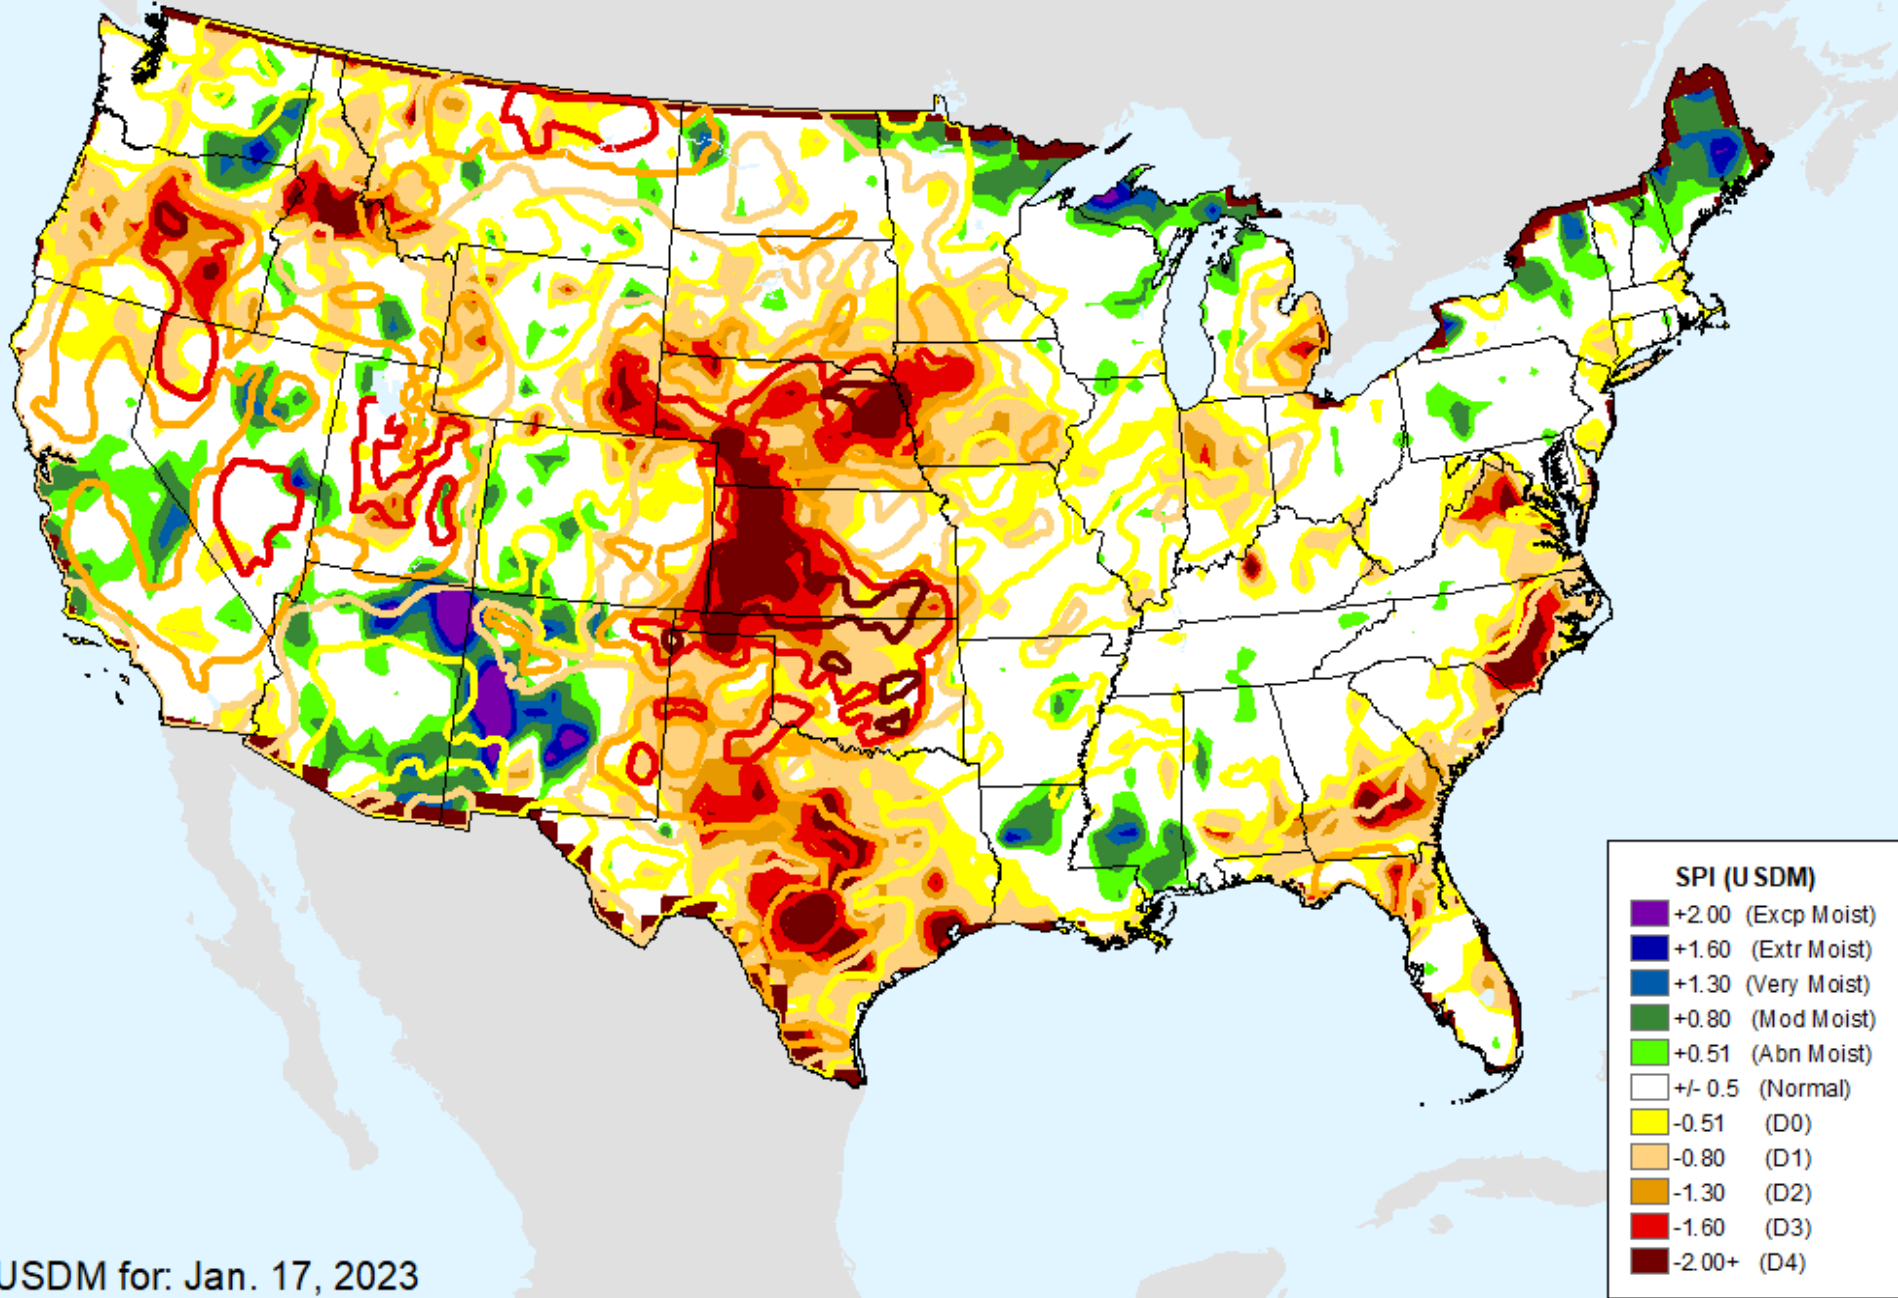 SPI (USDM)
+2.00 (Excp Moist)
+1.60 (Extr Moist)
+1.30 (Very Moist)
+0.80 (Mod Moist)
+0.51 (Abn Moist)
+/- 0.5 (Normal)
-0.51 (D0)
-0.80 (D1)
-1.30 (D2)
-1.60 (D3)
-2.00+ (D4)
USDM for: Jan. 17, 2023